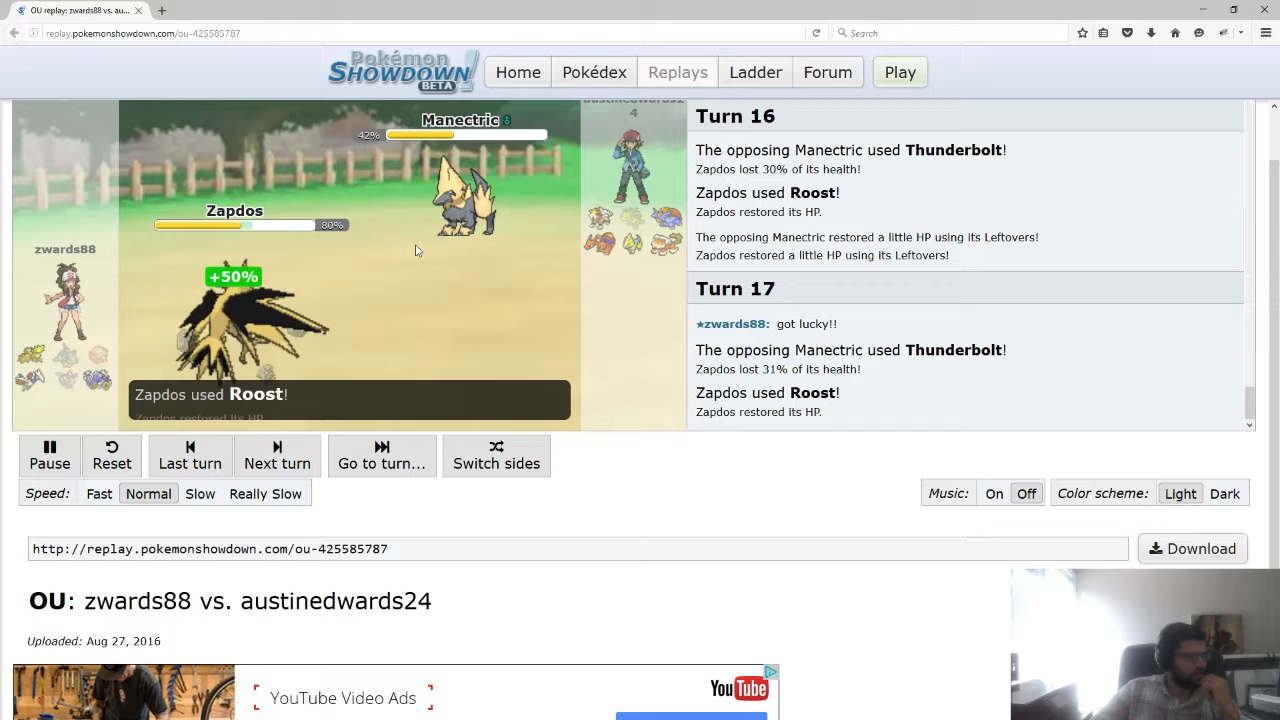 OU replay: zwards88 vs. au...
replay.pokemonshowdown.com/ou-425585787
Search
Pokémon
SHOWDOWN!
BETA
Home
Pokédex
Replays
Ladder
Forum
Play
austinedwards2
4
Manectric
42%
Zapdos
80%
zwards88
+50%
Zapdos used Roost!
Zapdos restored its HP.
Turn 16
The opposing Manectric used Thunderbolt!
Zapdos lost 30% of its health!
Zapdos used Roost!
Zapdos restored its HP.
The opposing Manectric restored a little HP using its Leftovers!
Zapdos restored a little HP using its Leftovers!
Turn 17
★zwards88: got lucky!!
The opposing Manectric used Thunderbolt!
Zapdos lost 31% of its health!
Zapdos used Roost!
Zapdos restored its HP.
Pause
Reset
Last turn
Next turn
Go to turn...
Switch sides
Speed: Fast Normal Slow Really Slow
Music: On Off
Color scheme: Light Dark
http://replay.pokemonshowdown.com/ou-425585787
Download
OU: zwards88 vs. austinedwards24
Uploaded: Aug 27, 2016
YouTube Video Ads
YouTube